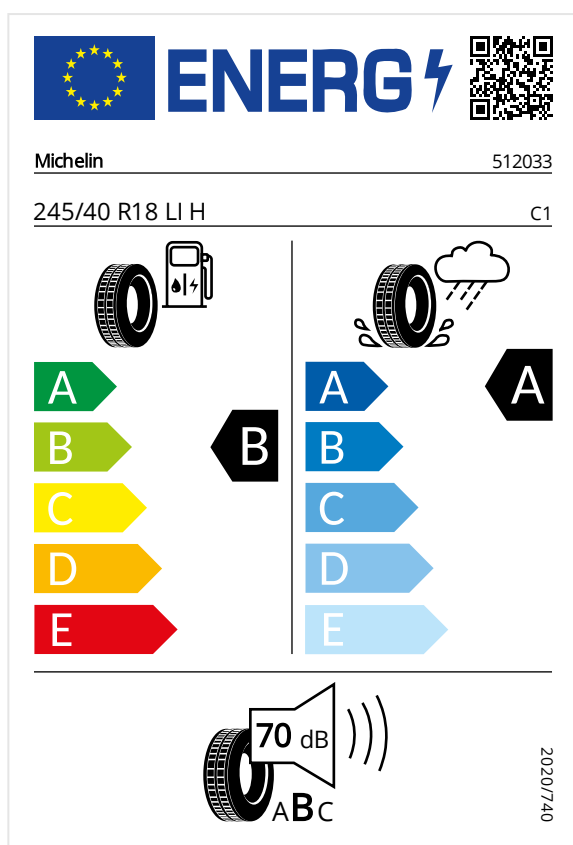 ENERG
Michelin 512033
245/40 R18 LI H C1
A A A
B B B
C C
D D
E E
70 dB
ABC
2020/740